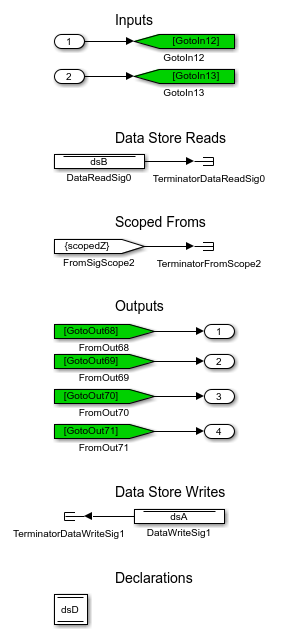 Inputs
1 [GotoIn12]
GotoIn12
2 [GotoIn13]
GotoIn13
Data Store Reads
dsB
DataReadSig0 TerminatorDataReadSig0
Scoped Froms
{scopedZ}
FromSigScope2 TerminatorFromScope2
Outputs
[GotoOut68] 1
FromOut68
[GotoOut69] 2
FromOut69
[GotoOut70] 3
FromOut70
[GotoOut71] 4
FromOut71
Data Store Writes
dsA
TerminatorDataWriteSig1 DataWriteSig1
Declarations
dsD